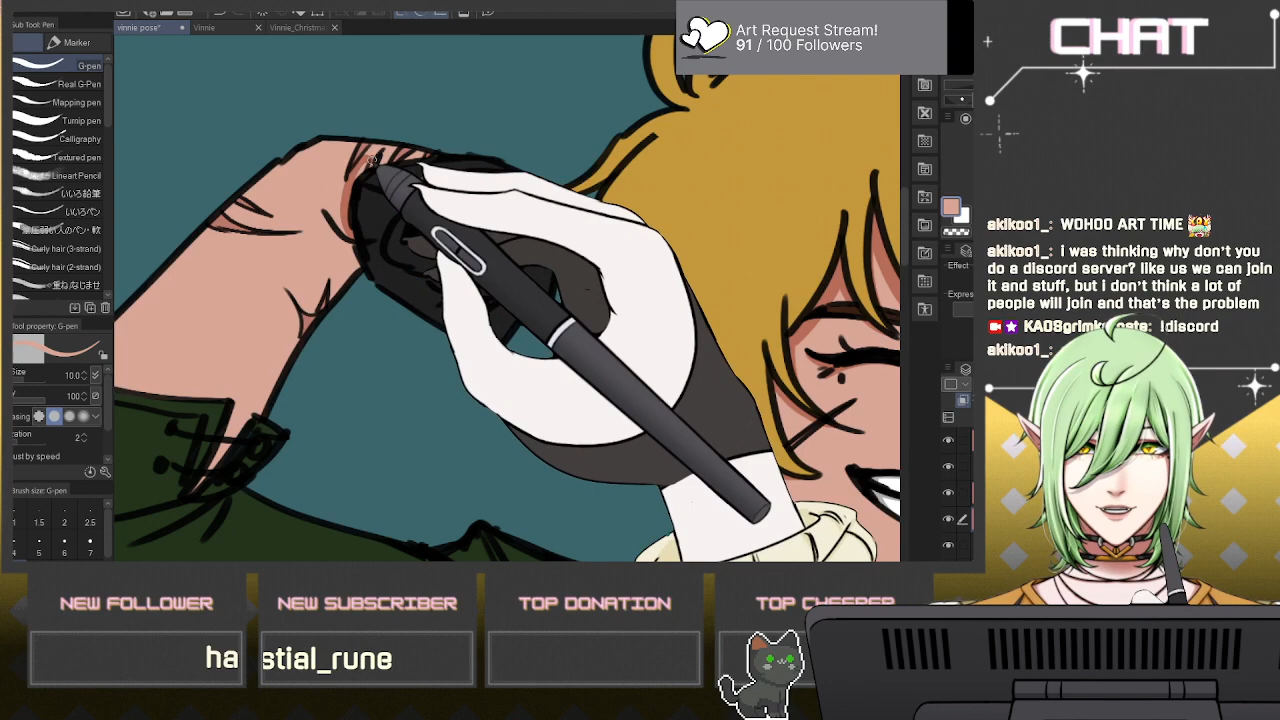 Sub Tool: Pen
vinnie pose*
Vinnie
Vinnie_Christma
Art Request Stream!
91 / 100 Followers
CHAT
Marker
G-pen
Real G-Pen
Mapping pen
Turnip pen
Calligraphy
Textured pen
Lineart Pencil
いいろ鉛筆
いいろペン
Curly hair (3-strand)
Curly hair (2-strand)
Tool property: G-pen
Size
10.0
100
2
Brush size: G-pen
1 1.5 2 2.5
4 5 6 7
Effect
akikoo1_: WOHOO ART TIME
akikoo1_: i was thinking why don't you
do a discord server? like us we can join
it and stuff, but i don't think a lot of
people will join and that's the problem
!discord
akikoo1_:
NEW FOLLOWER
NEW SUBSCRIBER
TOP DONATION
TOP CHEERER
ha
stial_rune